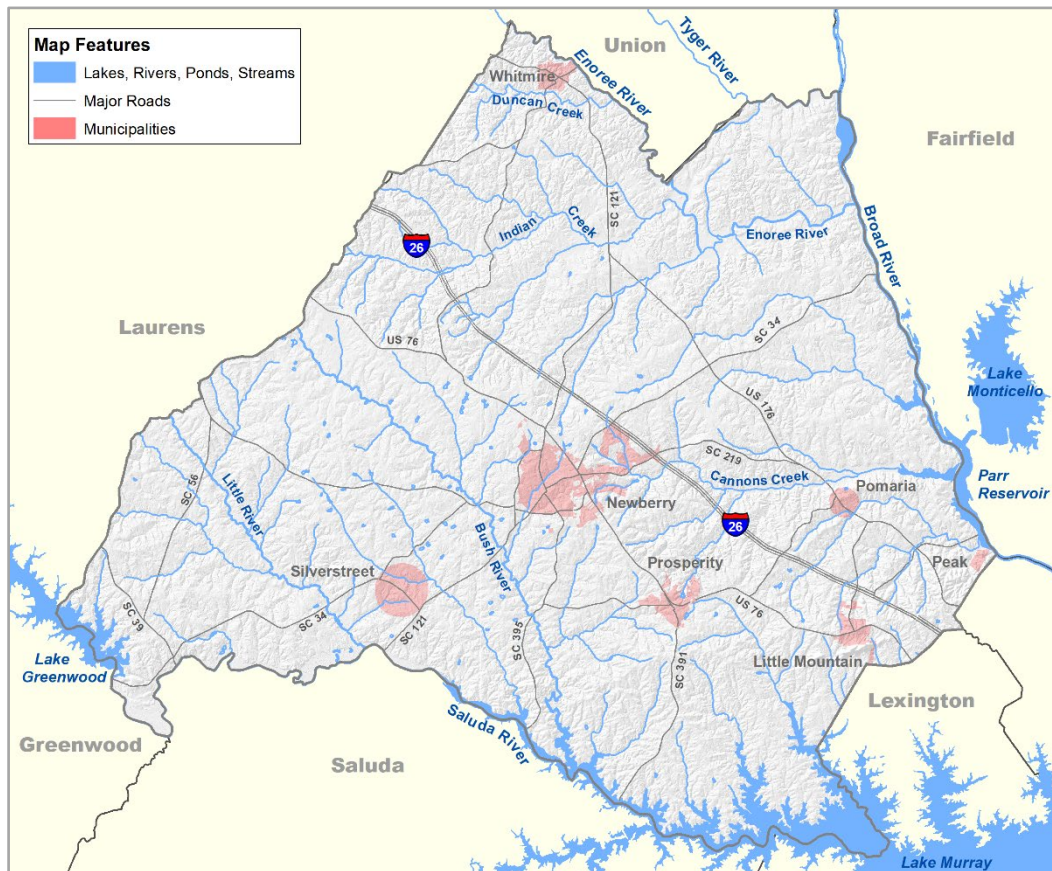 Map Features
Lakes, Rivers, Ponds, Streams
Major Roads
Municipalities
Union
Tyger River
Enoree River
Whitmire
Duncan Creek
Fairfield
SC 121
Indian
Creek
Enoree River
Broad River
26
Laurens
US 76
SC 34
Lake
Monticello
US 176
SC 219
Cannons Creek
Newberry
Pomaria
Parr
Reservoir
SC 56
Little River
Bush River
26
Silverstreet
Prosperity
Peak
SC 39
SC 34
SC 121
SC 395
SC 391
US 76
Little Mountain
Lake
Greenwood
Saluda River
Lexington
Greenwood
Saluda
Lake Murray